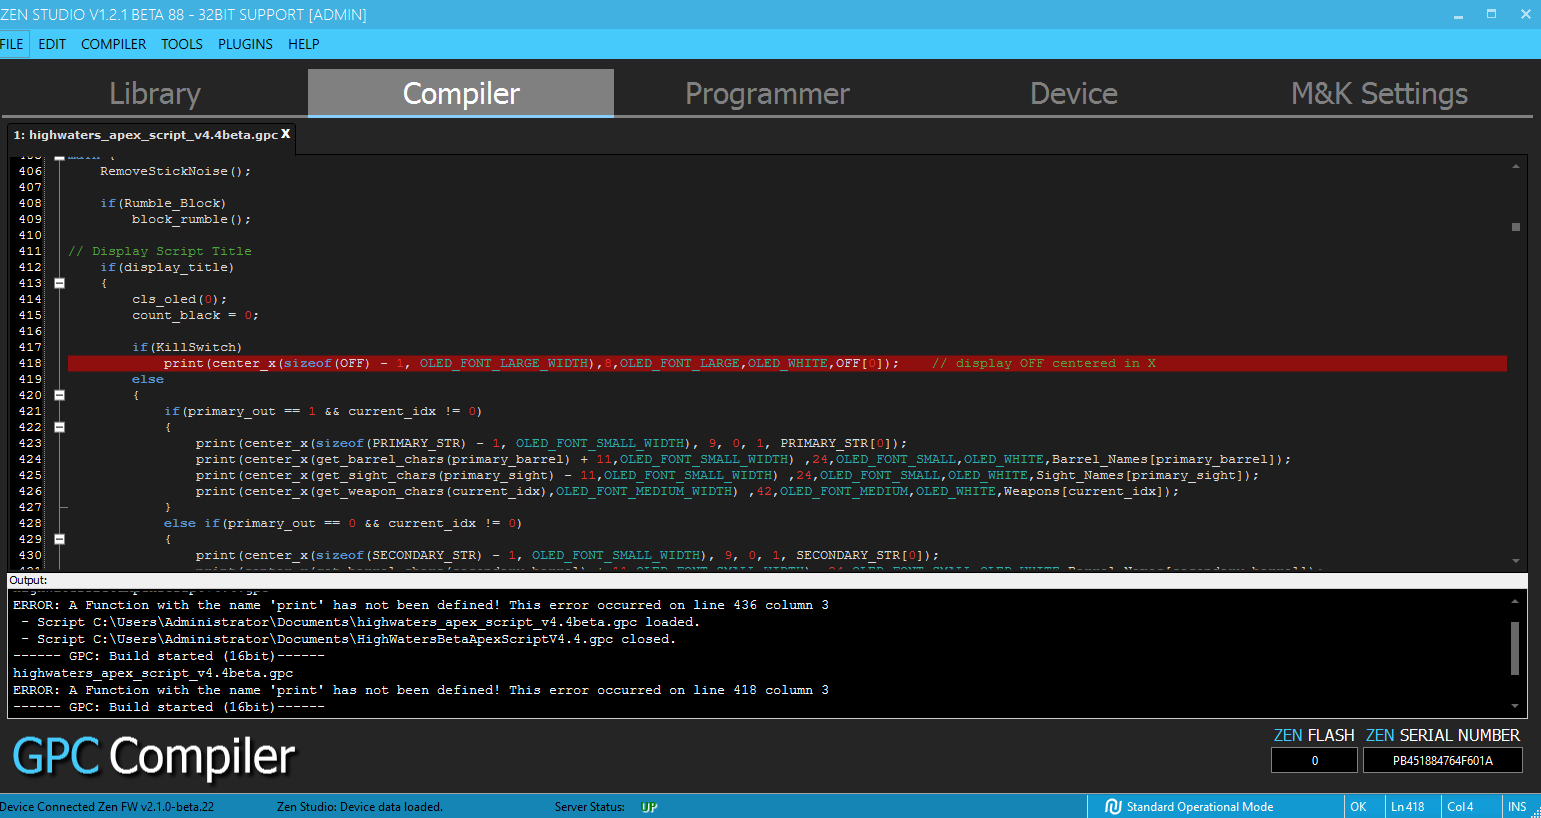 ZEN STUDIO V1.2.1 BETA 88 - 32BIT SUPPORT [ADMIN]
FILE EDIT COMPILER TOOLS PLUGINS HELP
Library Compiler Programmer Device M&K Settings
1: highwaters_apex_script_v4.4beta.gpc X
405 main {
406 RemoveStickNoise();
407
408 if(Rumble_Block)
409 block_rumble();
410
411 // Display Script Title
412 if(display_title)
413 {
414 cls_oled(0);
415 count_black = 0;
416
417 if(KillSwitch)
418 print(center_x(sizeof(OFF) - 1, OLED_FONT_LARGE_WIDTH),8,OLED_FONT_LARGE,OLED_WHITE,OFF[0]); // display OFF centered in X
419 else
420 {
421 if(primary_out == 1 && current_idx != 0)
422 {
423 print(center_x(sizeof(PRIMARY_STR) - 1, OLED_FONT_SMALL_WIDTH), 9, 0, 1, PRIMARY_STR[0]);
424 print(center_x(get_barrel_chars(primary_barrel) + 11,OLED_FONT_SMALL_WIDTH) ,24,OLED_FONT_SMALL,OLED_WHITE,Barrel_Names[primary_barrel]);
425 print(center_x(get_sight_chars(primary_sight) - 11,OLED_FONT_SMALL_WIDTH) ,24,OLED_FONT_SMALL,OLED_WHITE,Sight_Names[primary_sight]);
426 print(center_x(get_weapon_chars(current_idx),OLED_FONT_MEDIUM_WIDTH) ,42,OLED_FONT_MEDIUM,OLED_WHITE,Weapons[current_idx]);
427 }
428 else if(primary_out == 0 && current_idx != 0)
429 {
430 print(center_x(sizeof(SECONDARY_STR) - 1, OLED_FONT_SMALL_WIDTH), 9, 0, 1, SECONDARY_STR[0]);
Output:
ERROR: A Function with the name 'print' has not been defined! This error occurred on line 436 column 3
- Script C:\Users\Administrator\Documents\highwaters_apex_script_v4.4beta.gpc loaded.
- Script C:\Users\Administrator\Documents\HighWatersBetaApexScriptV4.4.gpc closed.
------ GPC: Build started (16bit)------
highwaters_apex_script_v4.4beta.gpc
ERROR: A Function with the name 'print' has not been defined! This error occurred on line 418 column 3
------ GPC: Build started (16bit)------
GPC Compiler
ZEN FLASH ZEN SERIAL NUMBER
0 PB451884764F601A
Device Connected Zen FW v2.1.0-beta.22 Zen Studio: Device data loaded. Server Status: UP Standard Operational Mode OK Ln 418 Col 4 INS